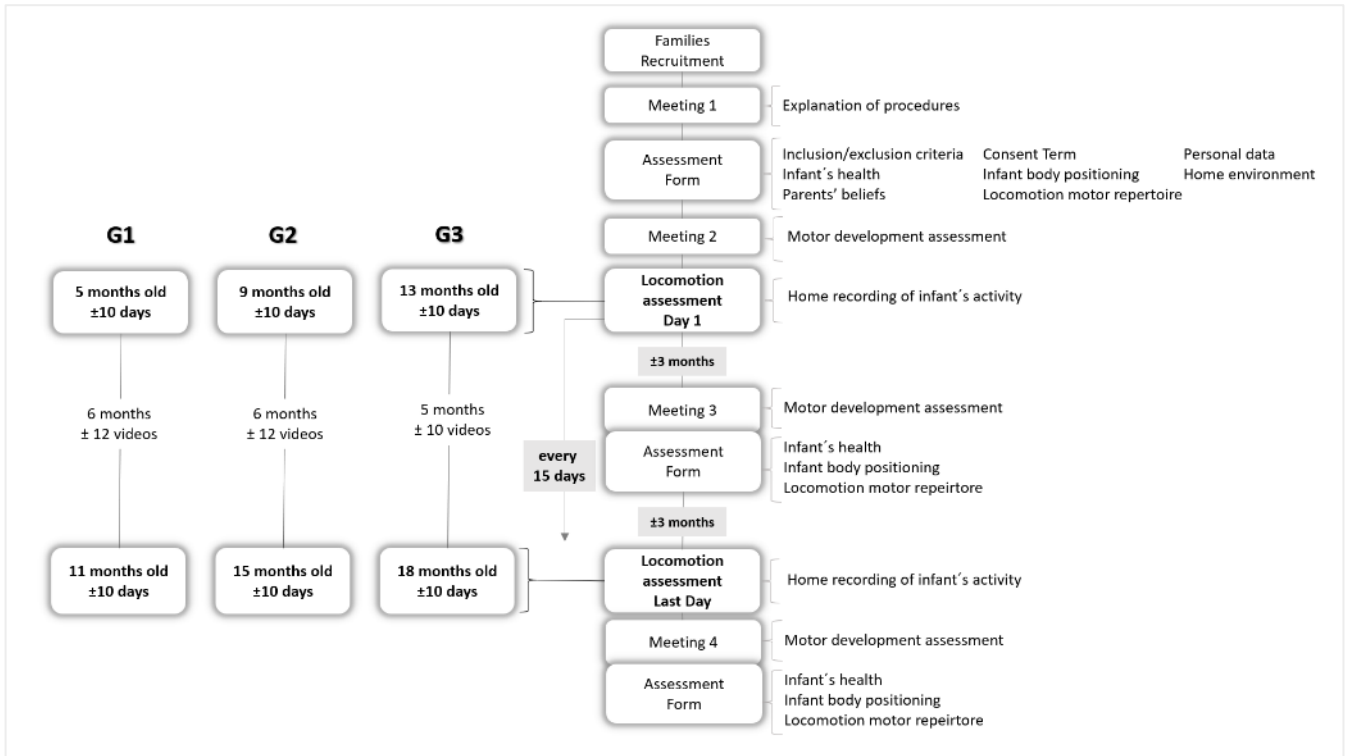 Families
Recruitment
Meeting 1
Explanation of procedures
Assessment
Form
Inclusion/exclusion criteria
Infant´s health
Parents’ beliefs
Consent Term
Infant body positioning
Locomotion motor repertoire
Personal data
Home environment
Meeting 2
Motor development assessment
G1
G2
G3
5 months old
±10 days
9 months old
±10 days
13 months old
±10 days
Locomotion
assessment
Day 1
Home recording of infant´s activity
±3 months
6 months
± 12 videos
6 months
± 12 videos
5 months
± 10 videos
Meeting 3
Motor development assessment
every
15 days
Assessment
Form
Infant´s health
Infant body positioning
Locomotion motor repeirtore
±3 months
11 months old
±10 days
15 months old
±10 days
18 months old
±10 days
Locomotion
assessment
Last Day
Home recording of infant´s activity
Meeting 4
Motor development assessment
Assessment
Form
Infant´s health
Infant body positioning
Locomotion motor repeirtore